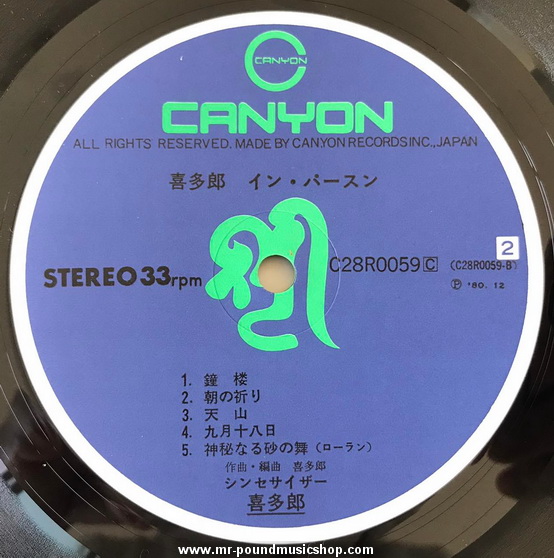 CANYON
CANYON
ALL RIGHTS RESERVED. MADE BY CANYON RECORDS INC., JAPAN
喜多郎 イン・パースン
2
STEREO 33rpm
C28R0059 C (C28R0059-B)
Ⓟ '80. 12
1. 鐘楼
2. 朝の祈り
3. 天山
4. 九月十八日
5. 神秘なる砂の舞(ローラン)
作曲・編曲 喜多郎
シンセサイザー
喜多郎
www.mr-poundmusicshop.com